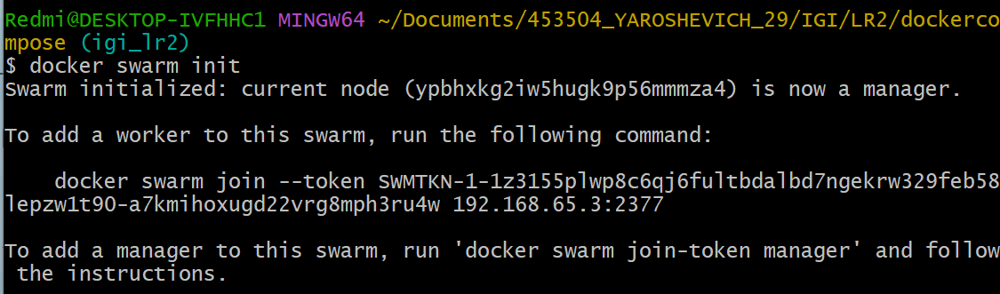 Redmi@DESKTOP-IVFHHC1 MINGW64 ~/Documents/453504_YAROSHEVICH_29/IGI/LR2/dockerco
mpose (igi_lr2)
$ docker swarm init
Swarm initialized: current node (ypbhxkg2iw5hugk9p56mmmza4) is now a manager.
To add a worker to this swarm, run the following command:
docker swarm join --token SWMTKN-1-1z3155plwp8c6qj6fultbdalbd7ngekrw329feb58
lepzw1t90-a7kmihoxugd22vrg8mph3ru4w 192.168.65.3:2377
To add a manager to this swarm, run 'docker swarm join-token manager' and follow
the instructions.